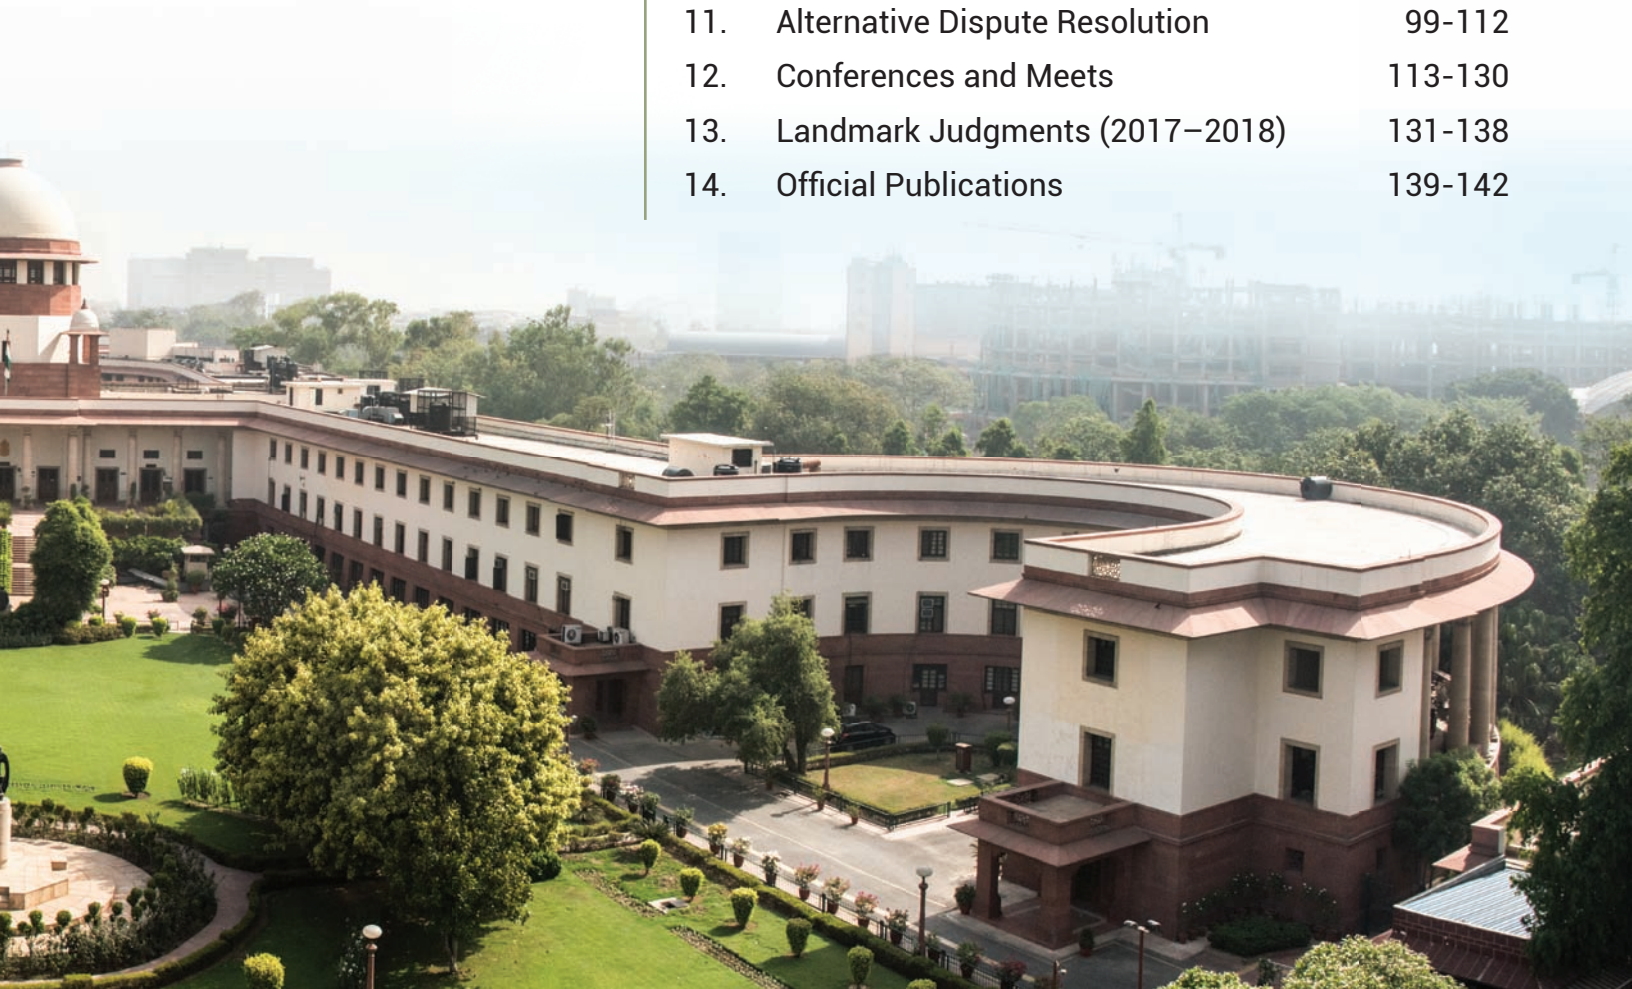 11. Alternative Dispute Resolution 99-112
12. Conferences and Meets 113-130
13. Landmark Judgments (2017–2018) 131-138
14. Official Publications 139-142